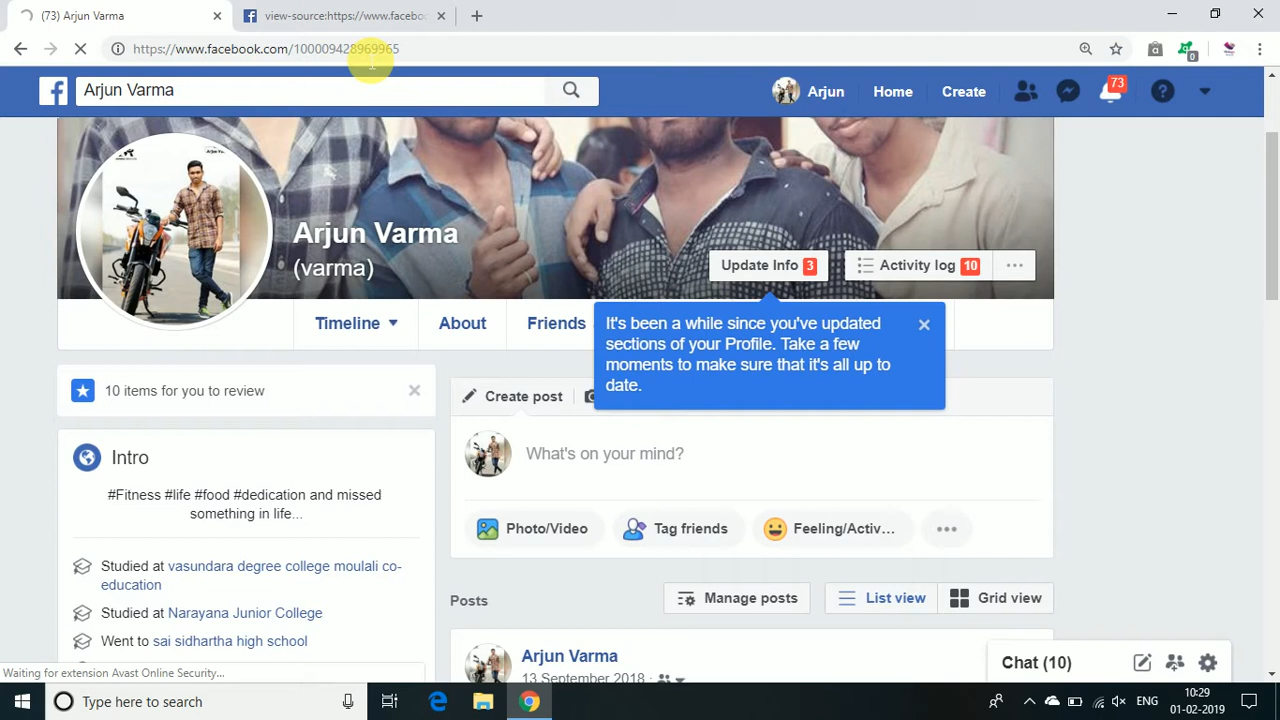 (73) Arjun Varma
view-source:https://www.facebo
https://www.facebook.com/100009428969965
Arjun Varma
Arjun
Home
Create
73
0
Arjun Varma
(varma)
Update Info 3
Activity log 10
Timeline
About
Friends
It's been a while since you've updated
sections of your Profile. Take a few
moments to make sure that it's all up to
date.
10 items for you to review
Create post
Intro
What's on your mind?
#Fitness #life #food #dedication and missed
something in life...
Photo/Video
Tag friends
Feeling/Activ...
Studied at vasundara degree college moulali co-
education
Studied at Narayana Junior College
Went to sai sidhartha high school
Posts
Manage posts
List view
Grid view
Arjun Varma
13 September 2018
Chat (10)
Waiting for extension Avast Online Security...
Type here to search
ENG
10:29
01-02-2019